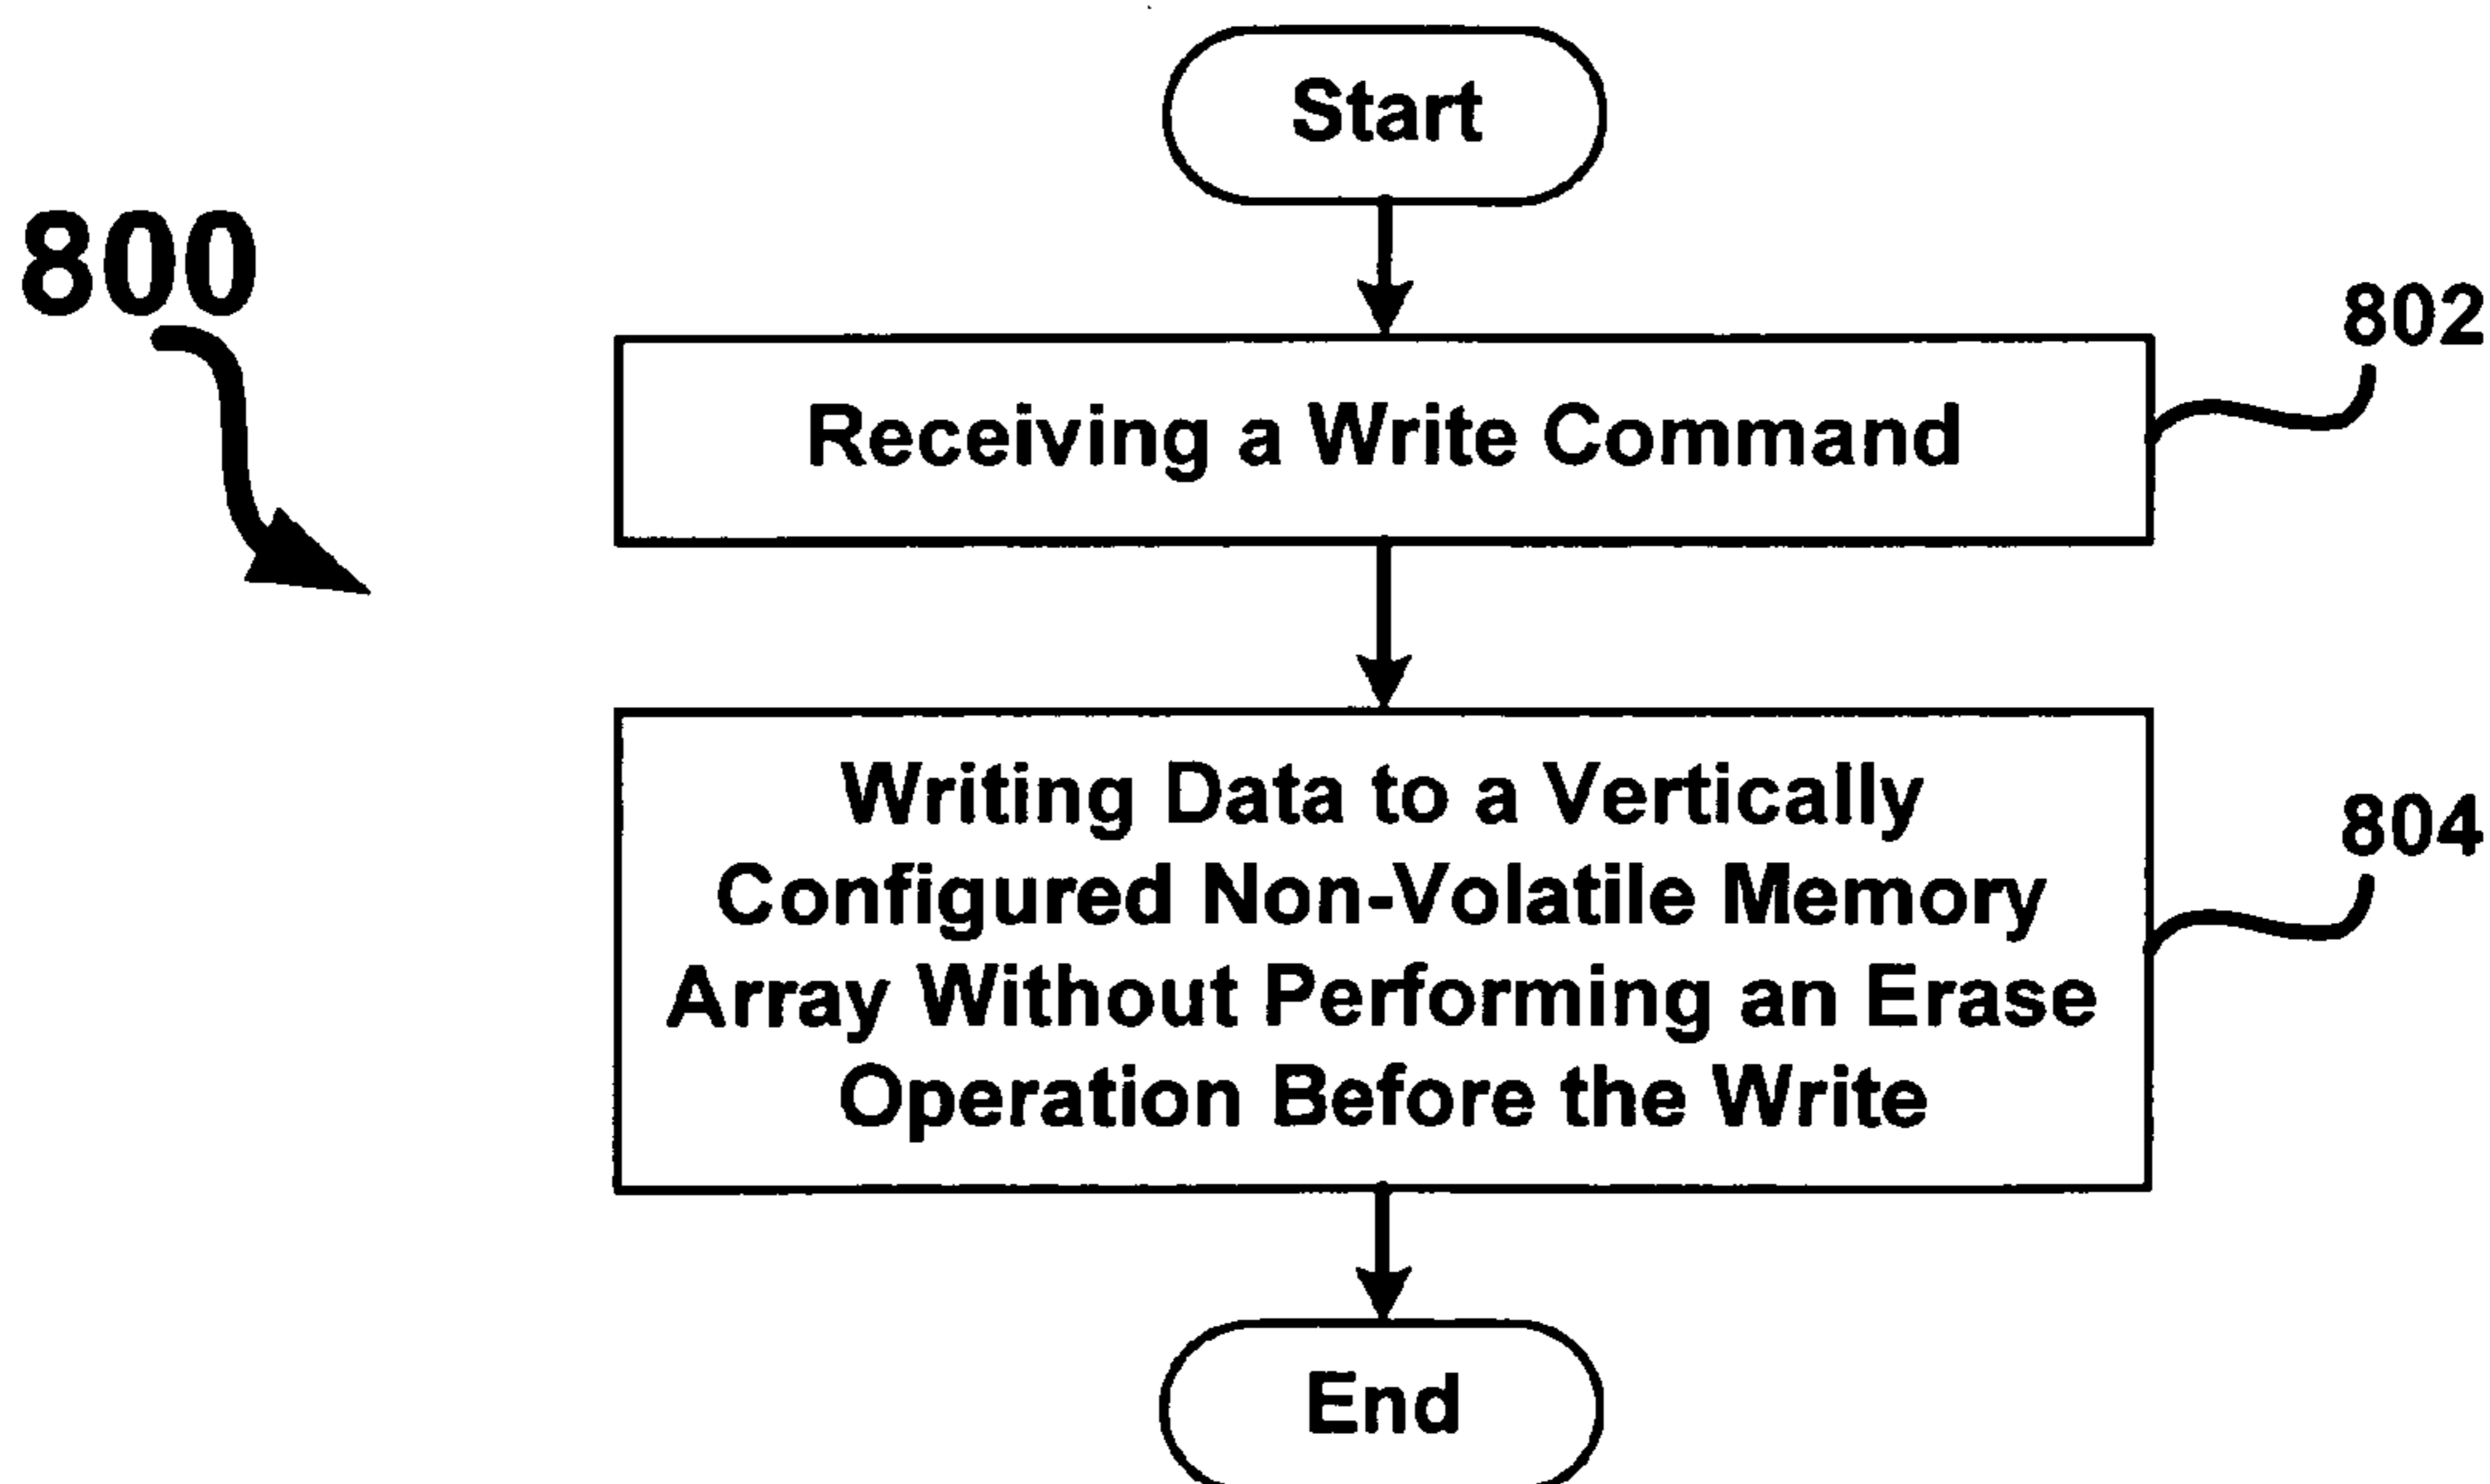 Start
800
802
Receiving a Write Command
Writing Data to a Vertically
804
Configured Non-Volatile Memory
Array Without Performing an Erase
Operation Before the Write
End